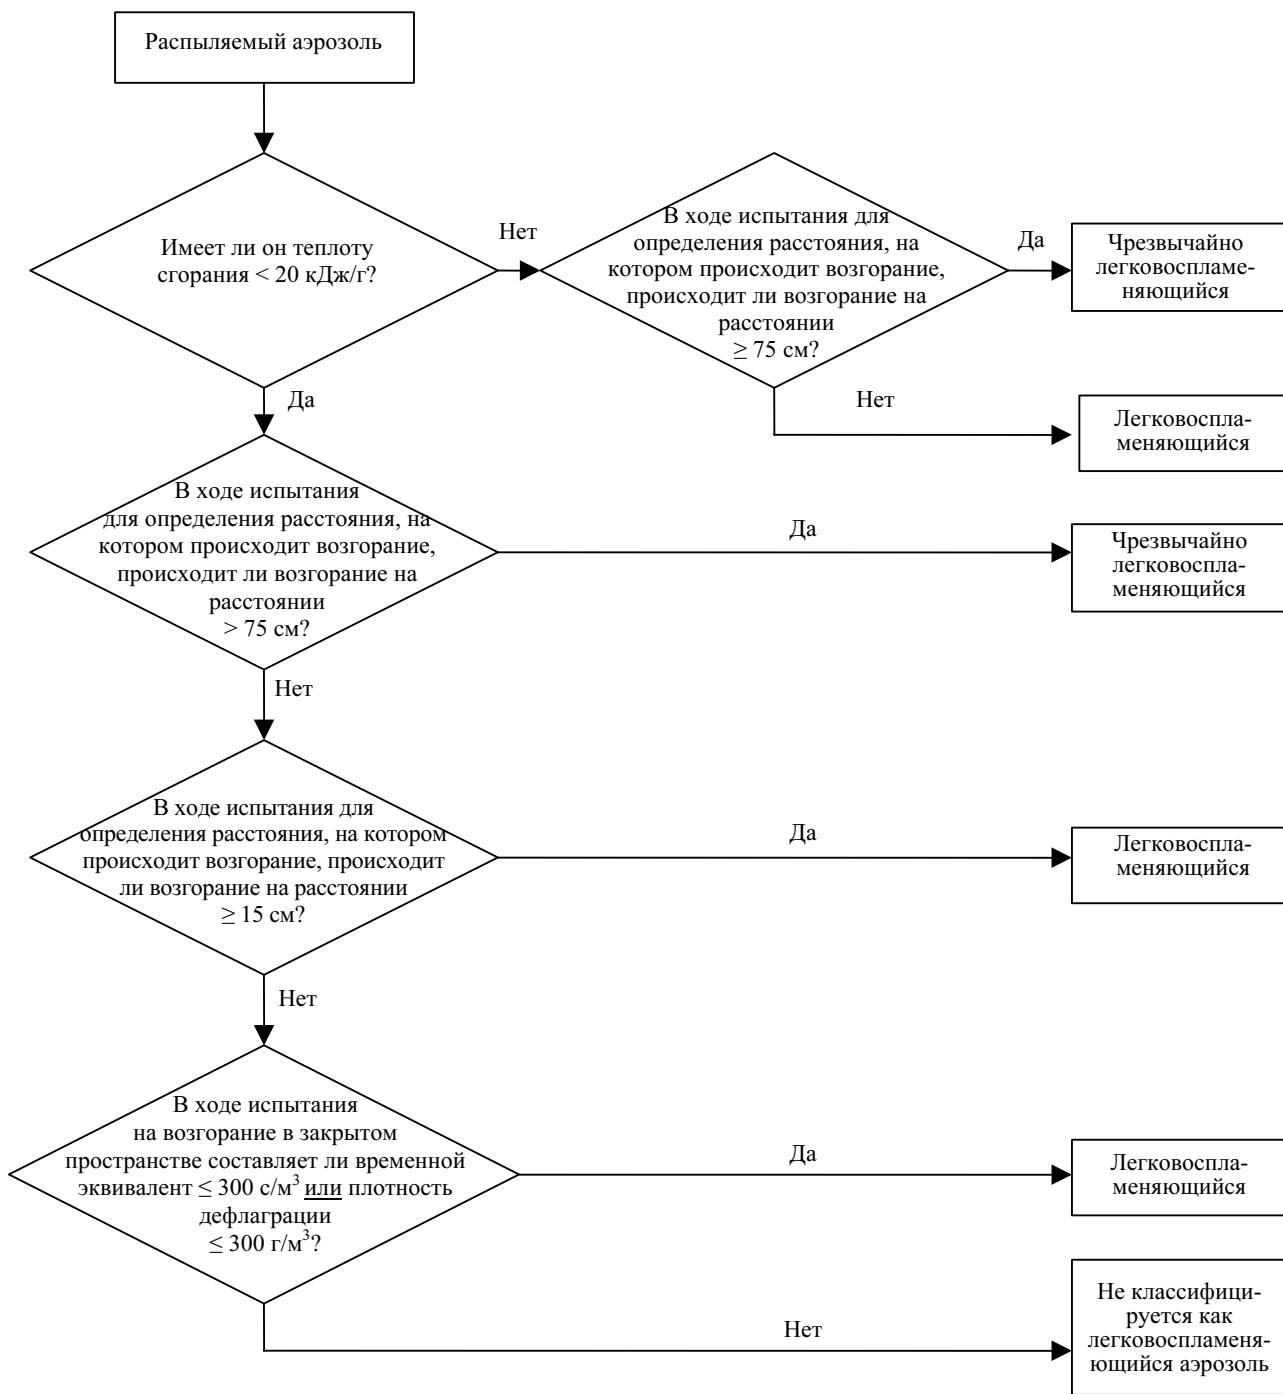 Распыляемый аэрозоль
Имеет ли он теплоту
сгорания < 20 кДж/г?
Нет
В ходе испытания для
определения расстояния, на
котором происходит возгорание,
происходит ли возгорание на
расстоянии
≥ 75 см?
Да
Чрезвычайно
легковоспламе-
няющийся
Нет
Легковоспла-
меняющийся
Да
В ходе испытания
для определения расстояния, на
котором происходит возгорание,
происходит ли возгорание на
расстоянии
> 75 см?
Да
Чрезвычайно
легковоспла-
меняющийся
Нет
В ходе испытания для
определения расстояния, на котором
происходит возгорание, происходит
ли возгорание на расстоянии
≥ 15 см?
Да
Легковоспла-
меняющийся
Нет
В ходе испытания
на возгорание в закрытом
пространстве составляет ли временной
эквивалент ≤ 300 с/м³ или плотность
дефлаграции
≤ 300 г/м³?
Да
Легковоспла-
меняющийся
Нет
Не классифици-
руется как
легковоспламеня-
ющийся аэрозоль